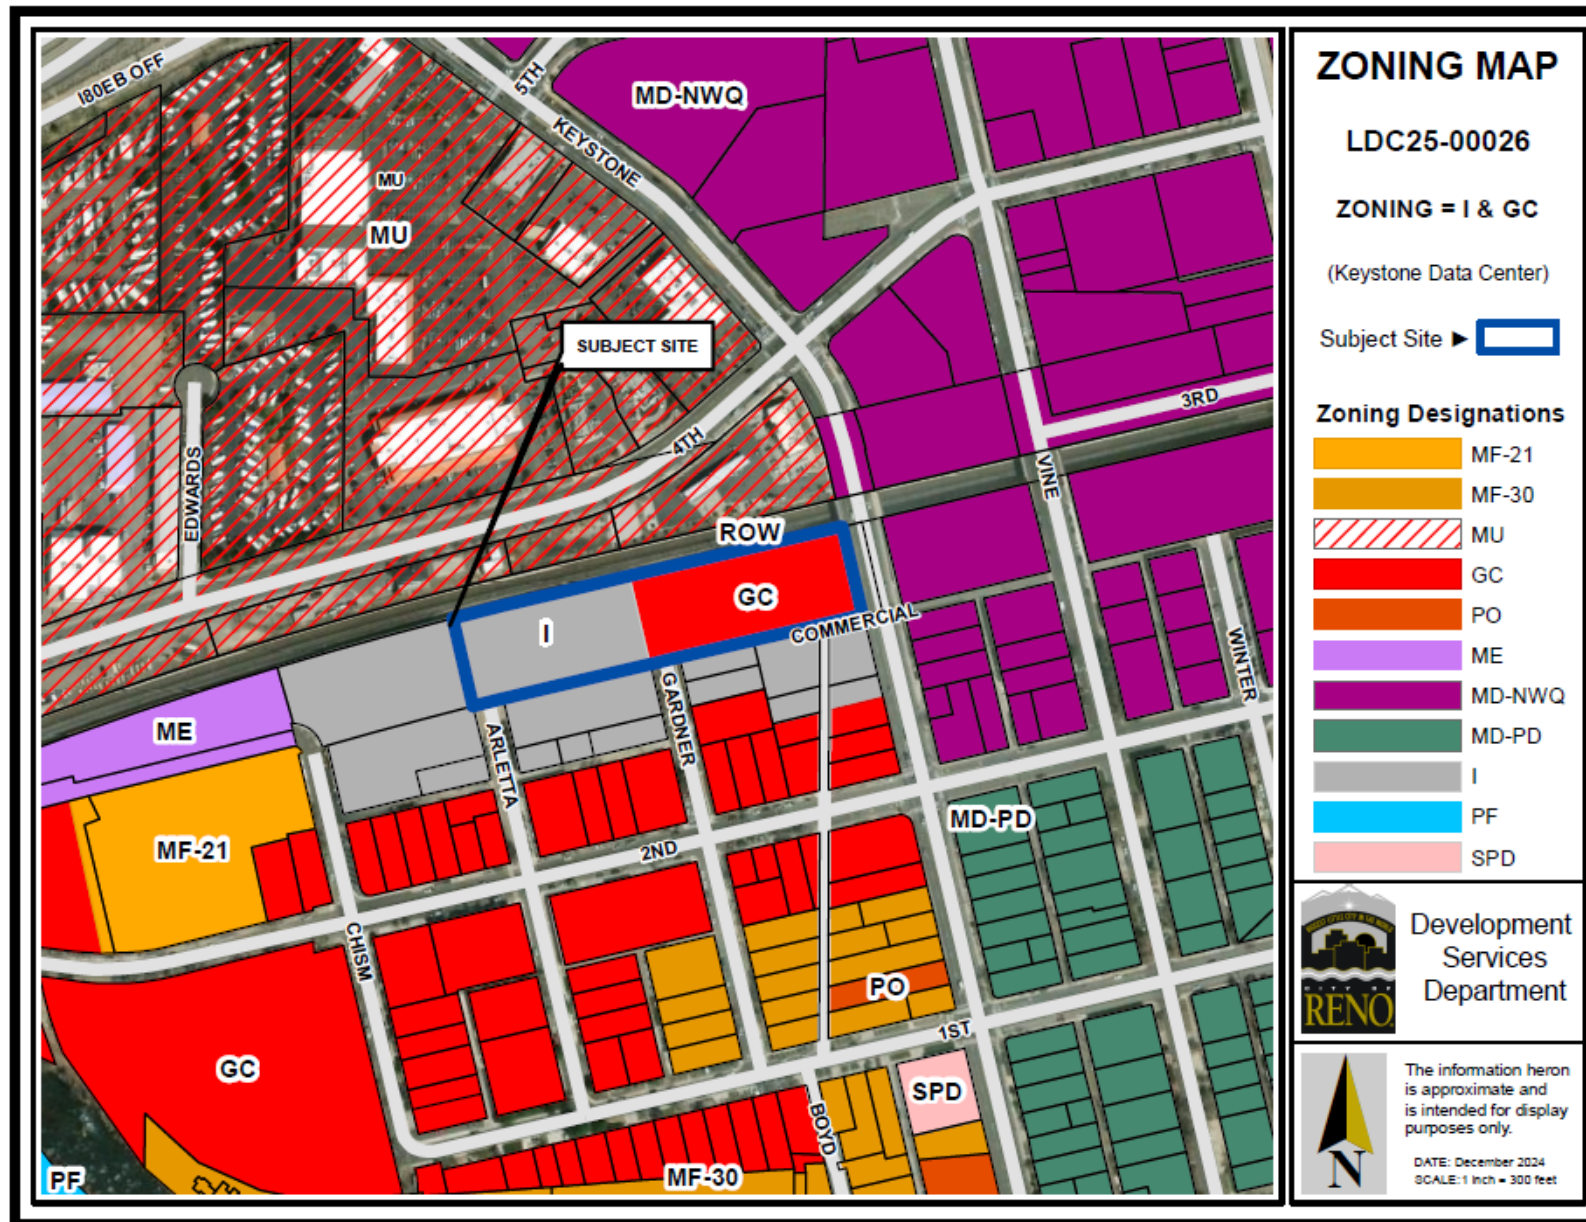 I80EB OFF
5TH
KEYSTONE
MD-NWQ
MU
MU
SUBJECT SITE
4TH
3RD
EDWARDS
VINE
ROW
GC
I
COMMERCIAL
WINTER
GARDNER
ME
ARLETTA
MF-21
2ND
MD-PD
CHISM
PO
1ST
GC
SPD
BOYD
PF
MF-30
ZONING MAP
LDC25-00026
ZONING = I & GC
(Keystone Data Center)
Subject Site ►
Zoning Designations
MF-21
MF-30
MU
GC
PO
ME
MD-NWQ
MD-PD
I
PF
SPD
CITY OF
RENO
Development
Services
Department
N
The information heron
is approximate and
is intended for display
purposes only.
DATE: December 2024
SCALE: 1 inch = 300 feet